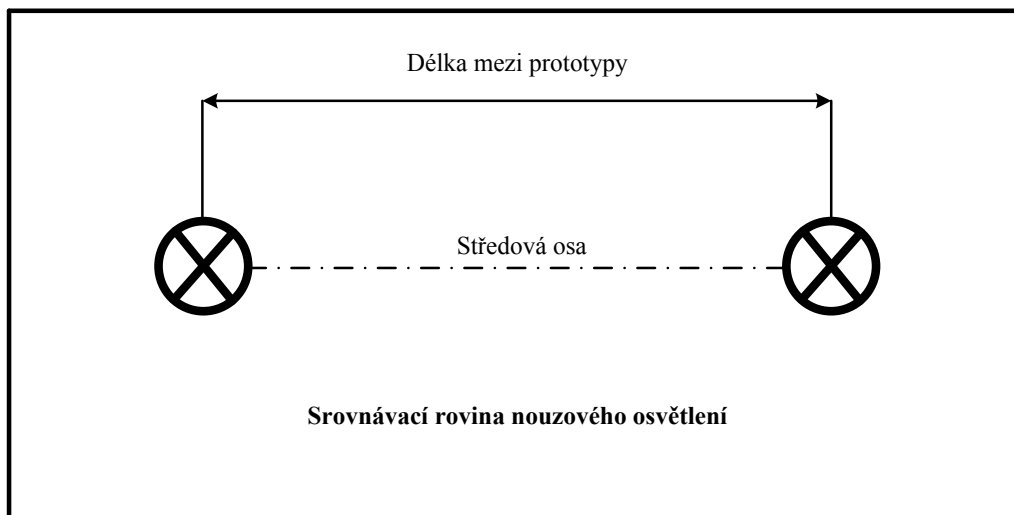 Délka mezi prototypy
Středová osa
Srovnávací rovina nouzového osvětlení